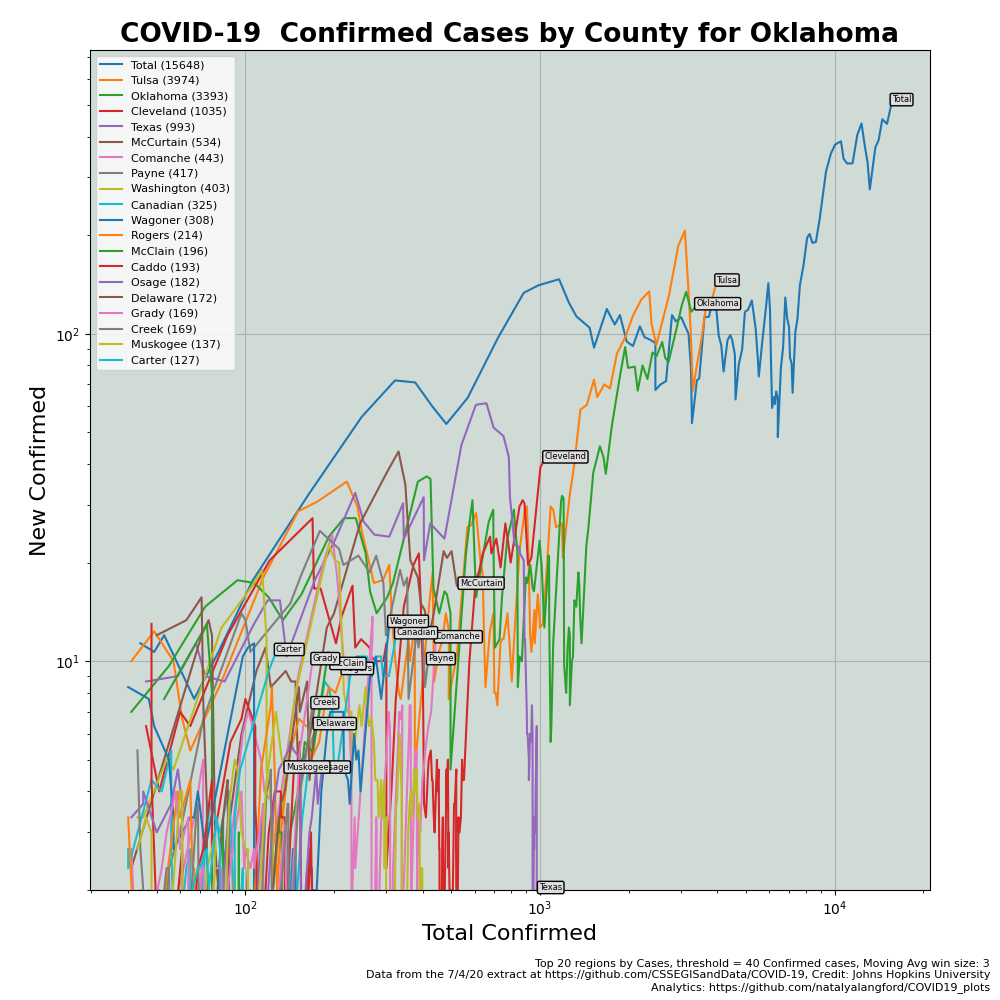 COVID-19  Confirmed Cases by County for Oklahoma
Total (15648)
Tulsa (3974)
Oklahoma (3393)
Cleveland (1035)
Texas (993)
McCurtain (534)
Comanche (443)
Payne (417)
Washington (403)
Canadian (325)
Wagoner (308)
Rogers (214)
McClain (196)
Caddo (193)
Osage (182)
Delaware (172)
Grady (169)
Creek (169)
Muskogee (137)
Carter (127)
Total
Tulsa
Oklahoma
Cleveland
McCurtain
Wagoner
Canadian
Comanche
Carter
Grady
Payne
Creek
Delaware
Muskogee
Texas
New Confirmed
10²
10¹
10² 10³ 10⁴
Total Confirmed
Top 20 regions by Cases, threshold = 40 Confirmed cases, Moving Avg win size: 3
Data from the 7/4/20 extract at https://github.com/CSSEGISandData/COVID-19, Credit: Johns Hopkins University
Analytics: https://github.com/natalyalangford/COVID19_plots